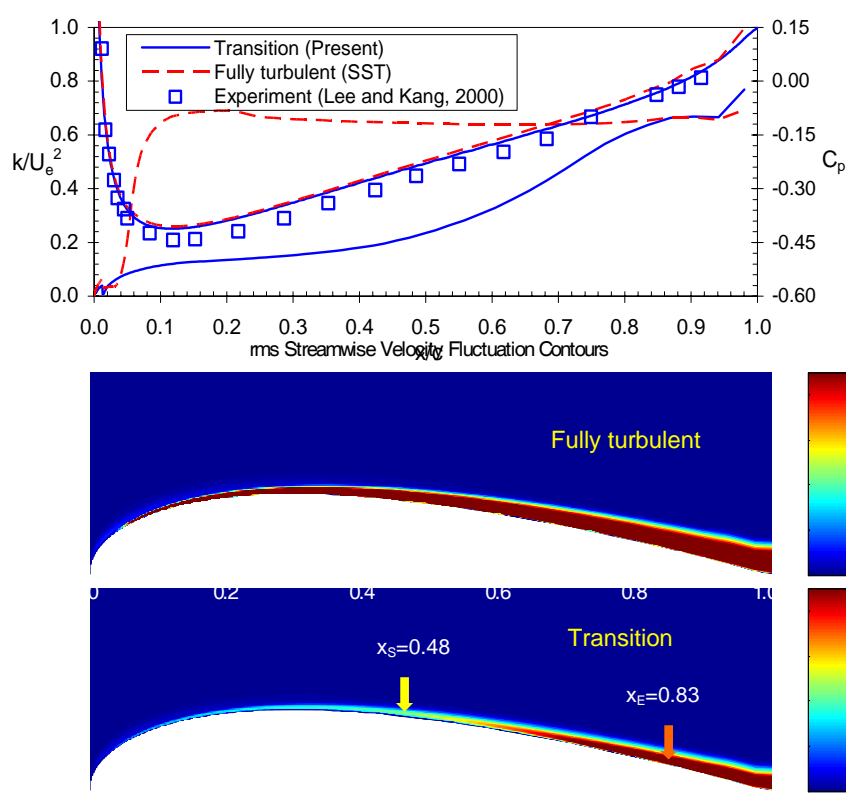 1.0 0.15
Transition (Present)
Fully turbulent (SST)
Experiment (Lee and Kang, 2000)
0.8 0.00
0.6 -0.10
k/Uₑ² Cₚ
0.4 -0.30
0.2 -0.45
0.0 -0.60
0.0 0.1 0.2 0.3 0.4 0.5 0.6 0.7 0.8 0.9 1.0
x/c
rms Streamwise Velocity Fluctuation Contours
Fully turbulent
0 0.2 0.4 0.6 0.8 1.0
Transition
x_S=0.48
x_E=0.83